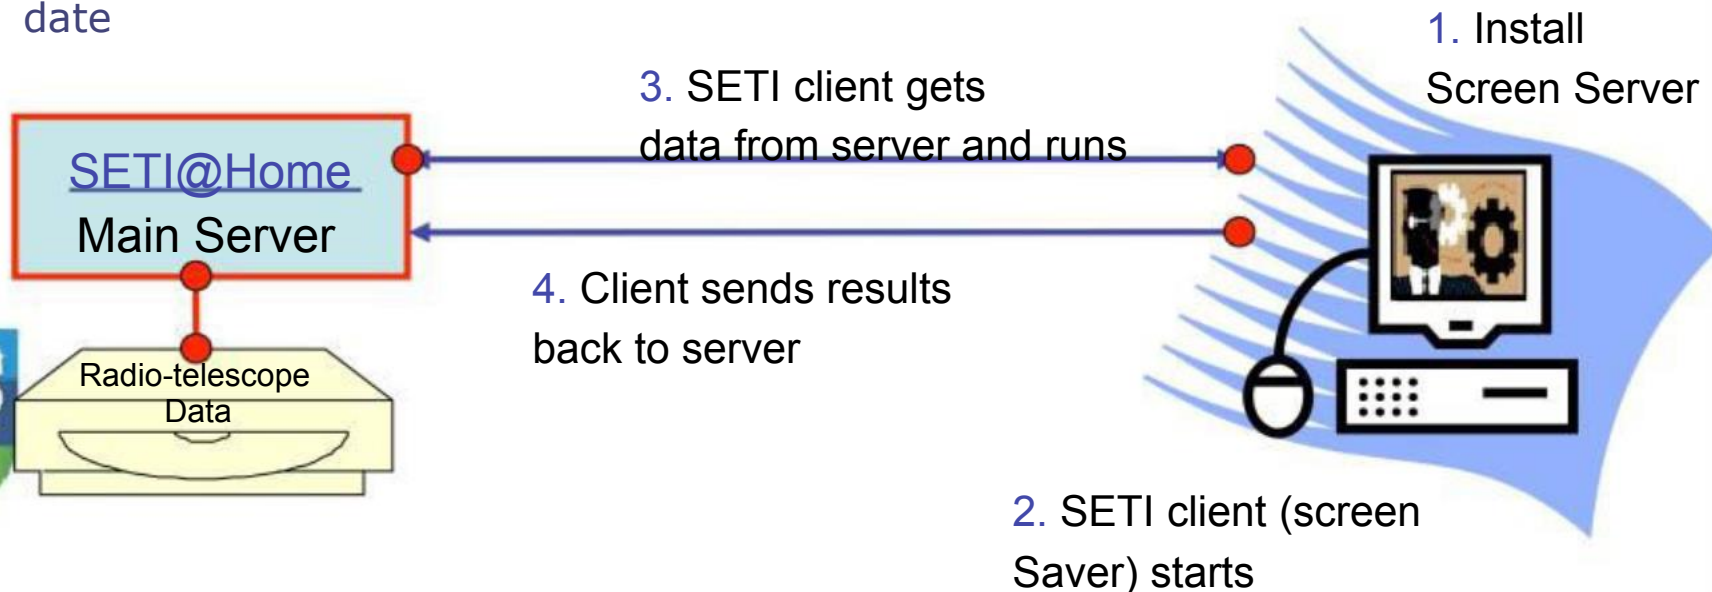 date
1. Install
Screen Server
3. SETI client gets
data from server and runs
SETI@Home
Main Server
4. Client sends results
back to server
Radio-telescope
Data
2. SETI client (screen
Saver) starts